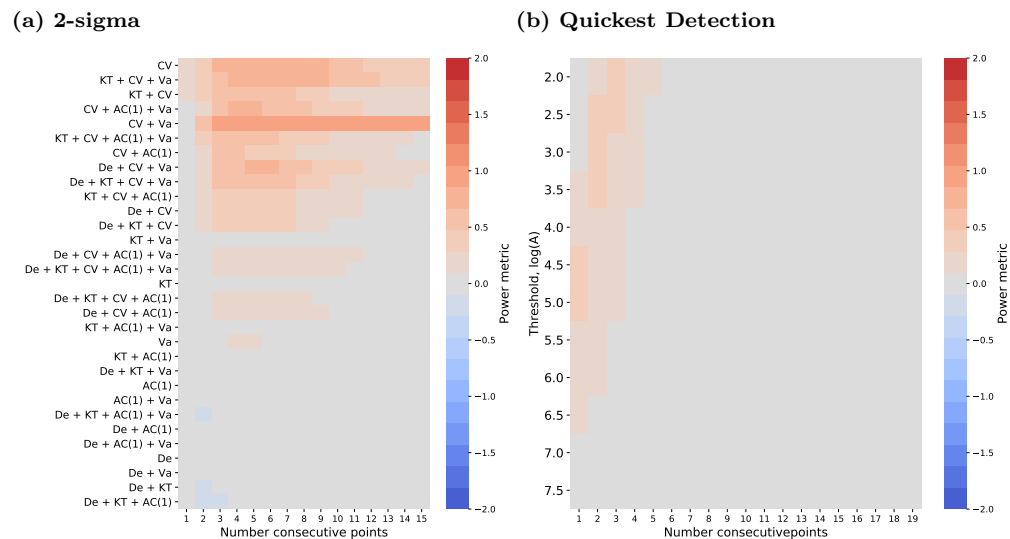 (a) 2-sigma
CV
KT + CV + Va
KT + CV
CV + AC(1) + Va
CV + Va
KT + CV + AC(1) + Va
CV + AC(1)
De + CV + Va
De + KT + CV + Va
KT + CV + AC(1)
De + CV
De + KT + CV
KT + Va
De + CV + AC(1) + Va
De + KT + CV + AC(1) + Va
KT
De + KT + CV + AC(1)
De + CV + AC(1)
KT + AC(1) + Va
Va
KT + AC(1)
De + KT + Va
AC(1)
AC(1) + Va
De + KT + AC(1) + Va
De + AC(1)
De + AC(1) + Va
De
De + Va
De + KT
De + KT + AC(1)
1 2 3 4 5 6 7 8 9 10 11 12 13 14 15
Number consecutive points
2.0
1.5
1.0
0.5
0.0
−0.5
−1.0
−1.5
−2.0
Power metric
(b) Quickest Detection
Threshold, log(A)
2.0
2.5
3.0
3.5
4.0
4.5
5.0
5.5
6.0
6.5
7.0
7.5
1 2 3 4 5 6 7 8 9 10 11 12 13 14 15 16 17 18 19
Number consecutivepoints
2.0
1.5
1.0
0.5
0.0
−0.5
−1.0
−1.5
−2.0
Power metric